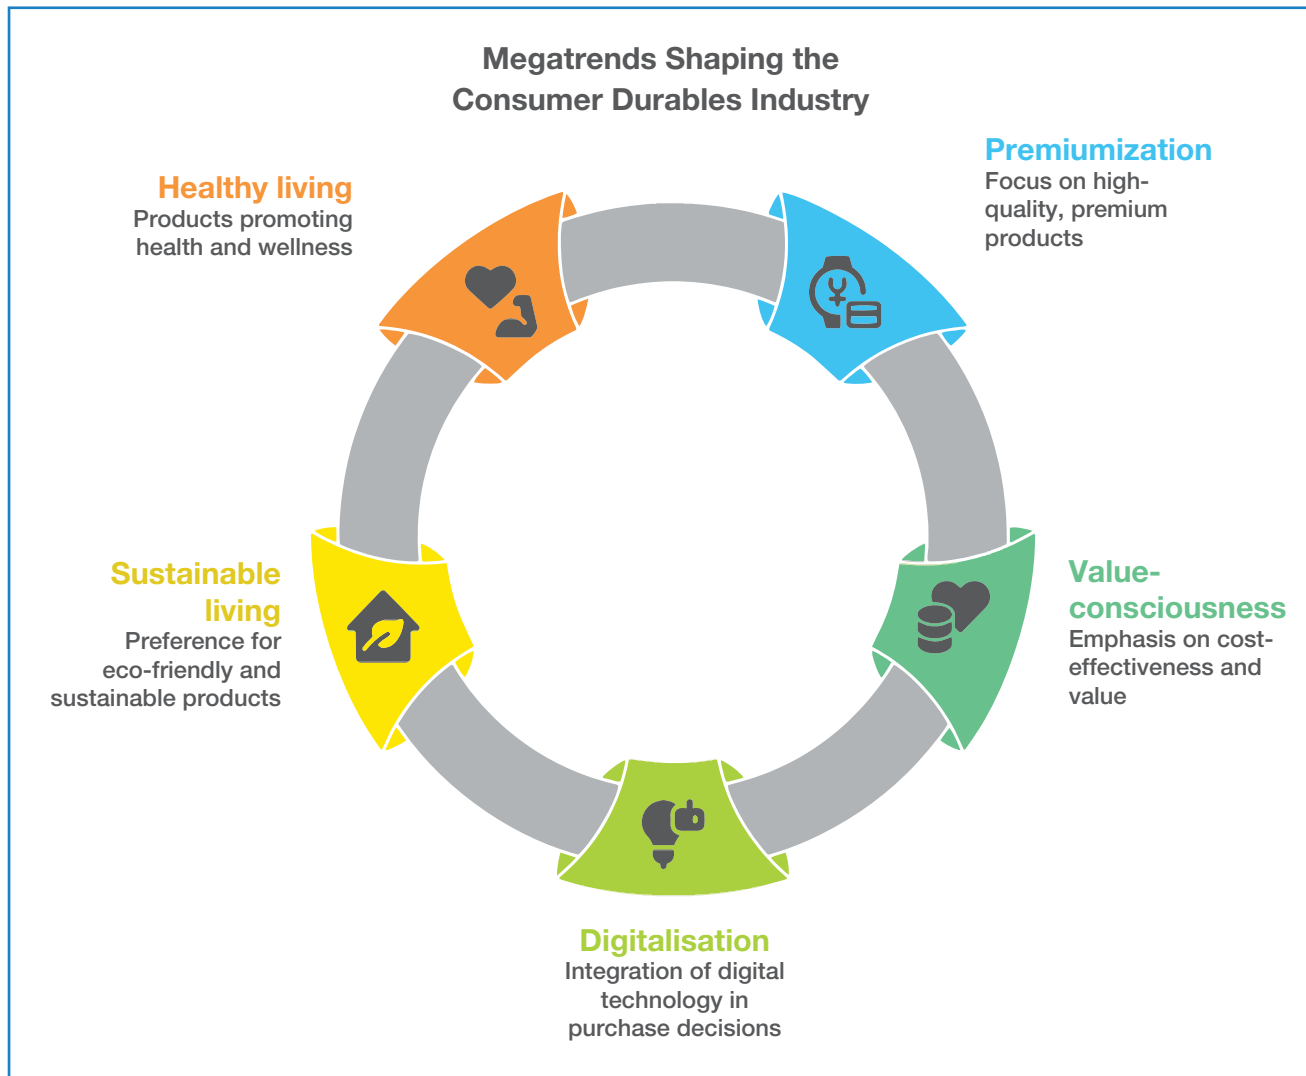 Megatrends Shaping the
Consumer Durables Industry
Premiumization
Focus on high-
quality, premium
products
Healthy living
Products promoting
health and wellness
Value-
consciousness
Emphasis on cost-
effectiveness and
value
Sustainable
living
Preference for
eco-friendly and
sustainable products
Digitalisation
Integration of digital
technology in
purchase decisions